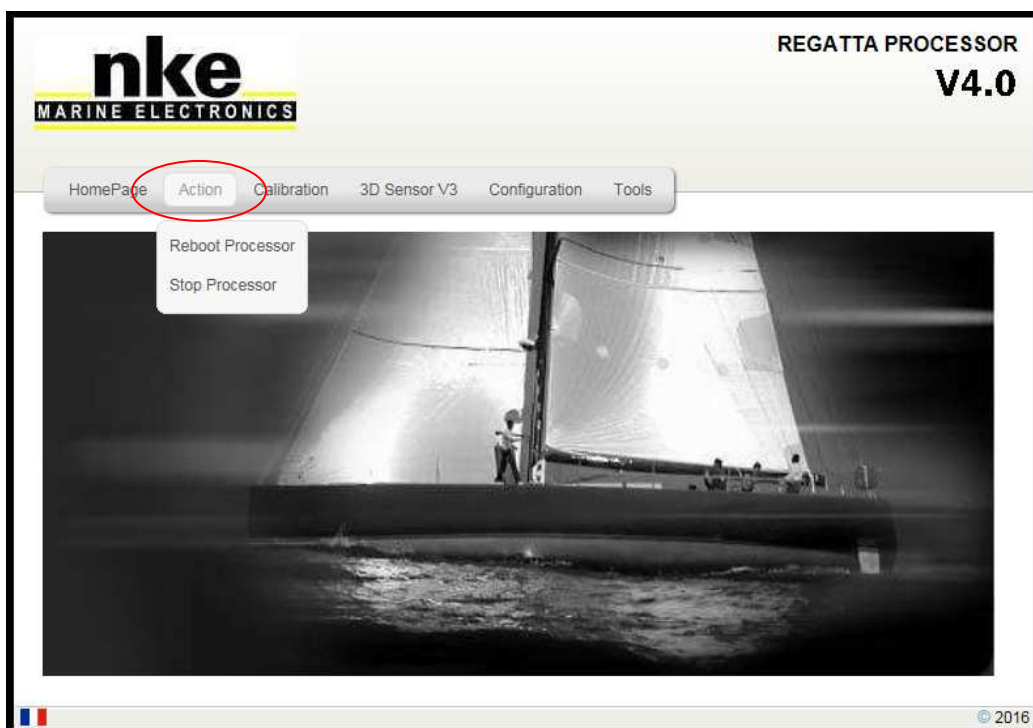 nke
MARINE ELECTRONICS
REGATTA PROCESSOR
V4.0
HomePage Action Calibration 3D Sensor V3 Configuration Tools
Reboot Processor
Stop Processor
© 2016